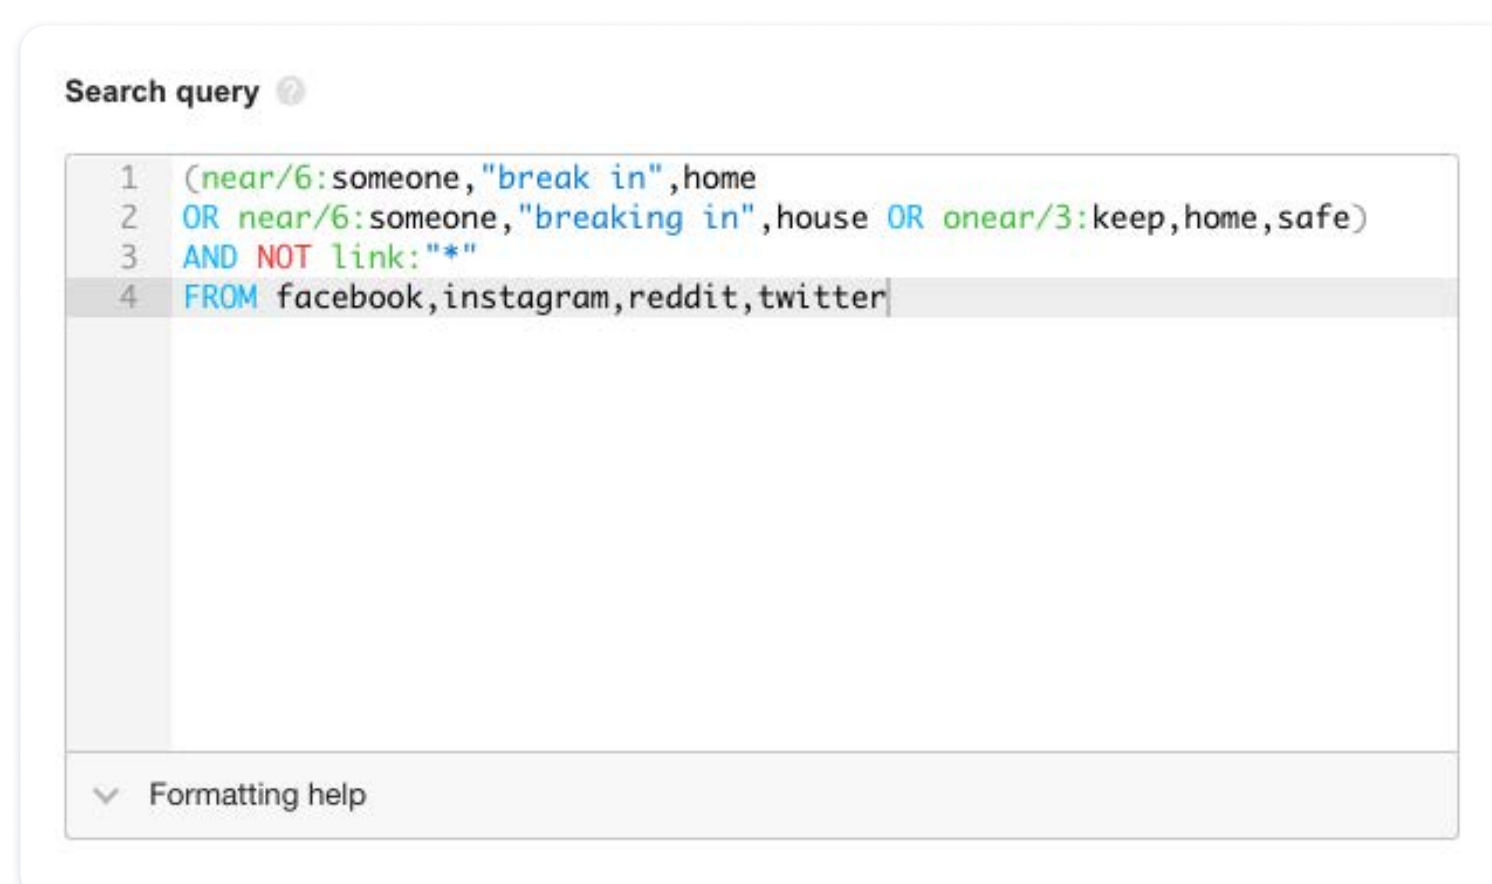 Search query ?
1 (near/6:someone,"break in",home
2 OR near/6:someone,"breaking in",house OR onear/3:keep,home,safe)
3 AND NOT link:"*"
4 FROM facebook,instagram,reddit,twitter
Formatting help